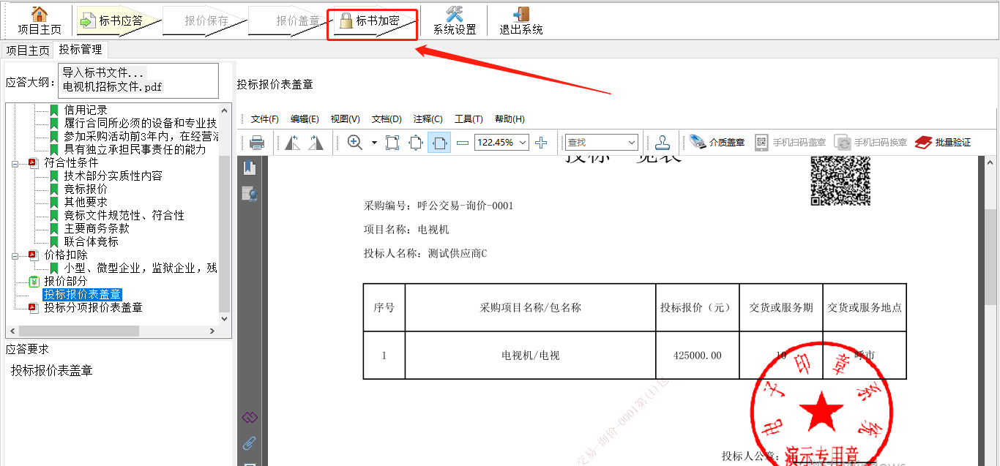 项目主页
标书应答
报价保存
报价盖章
标书加密
系统设置
退出系统
项目主页
投标管理
应答大纲：
导入标书文件...
电视机招标文件.pdf
信用记录
履行合同所必须的设备和专业技
参加采购活动前3年内，在经营活
具有独立承担民事责任的能力
符合性条件
技术部分实质性内容
竞标报价
其他要求
竞标文件规范性、符合性
主要商务条款
联合体竞标
价格扣除
小型、微型企业，监狱企业，残
报价部分
投标报价表盖章
投标分项报价表盖章
应答要求
投标报价表盖章
投标报价表盖章
文件(F) 编辑(E) 视图(V) 文档(D) 注释(C) 工具(T) 帮助(H)
122.45% 查找 介质盖章 手机扫码盖章 手机扫码换章 批量验证
投标一览表
采购编号：呼公交易-询价-0001
项目名称：电视机
投标人名称：测试供应商C
序号 采购项目名称/包名称 投标报价（元） 交货或服务期 交货或服务地点
1 电视机/电视 425000.00 10 呼市
电子印章系统
演示专用章
交易-询价-0001第(1)包
投标人公章：